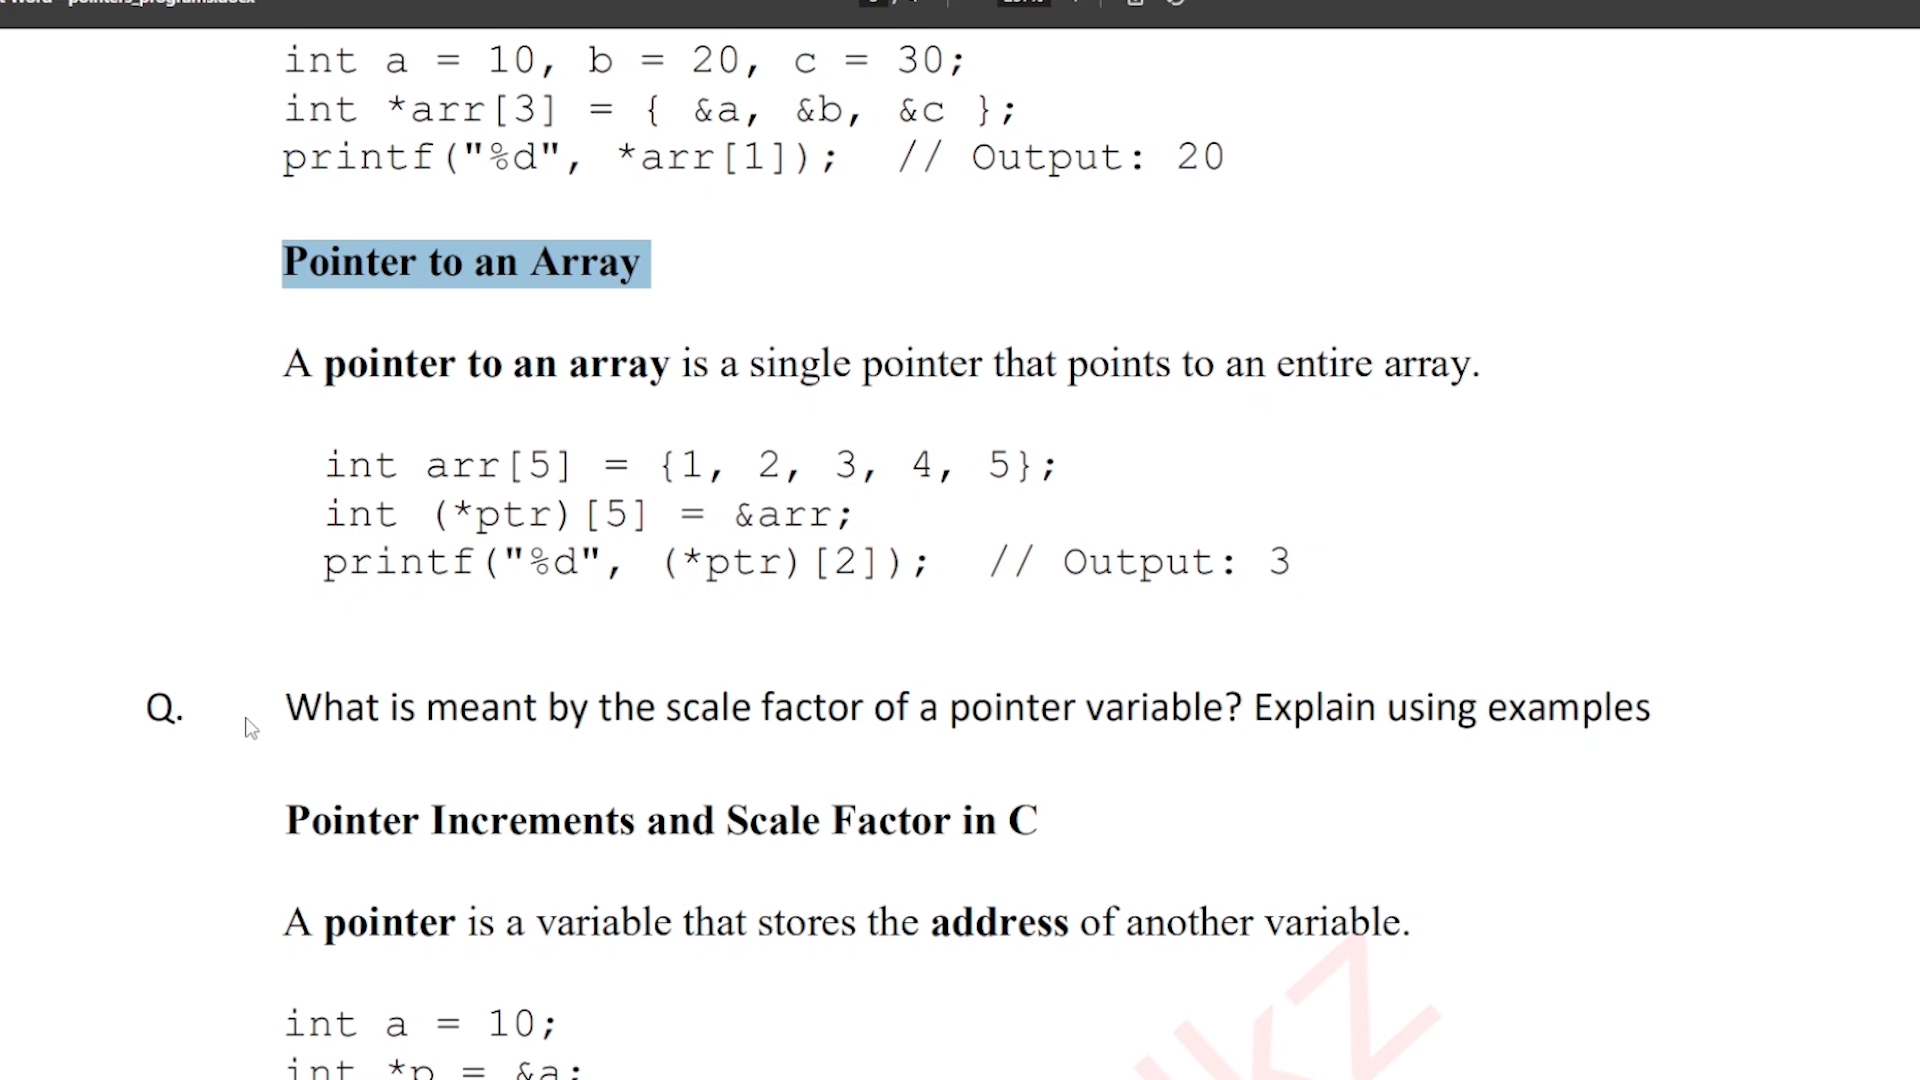 int a = 10, b = 20, c = 30;
int *arr[3] = { &a, &b, &c };
printf("%d", *arr[1]); // Output: 20
Pointer to an Array
A pointer to an array is a single pointer that points to an entire array.
int arr[5] = {1, 2, 3, 4, 5};
int (*ptr)[5] = &arr;
printf("%d", (*ptr)[2]); // Output: 3
Q. What is meant by the scale factor of a pointer variable? Explain using examples
Pointer Increments and Scale Factor in C
A pointer is a variable that stores the address of another variable.
int a = 10;
int *p = &a;